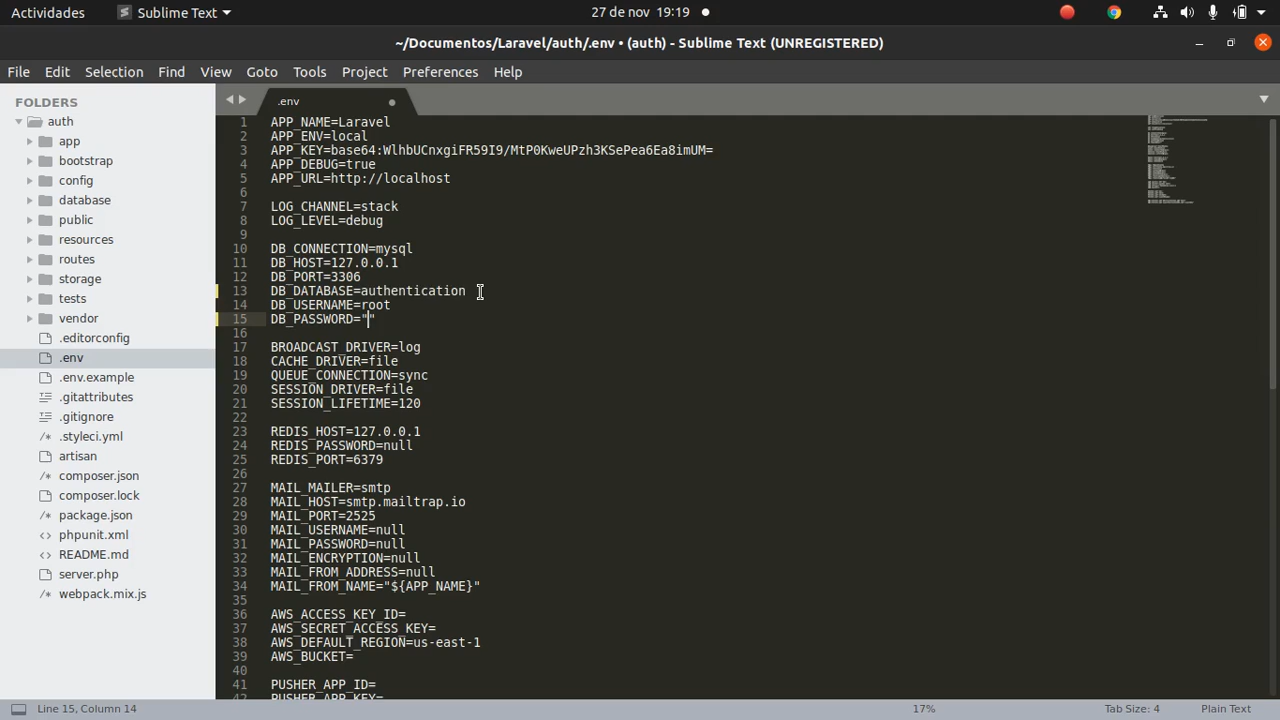 Actividades Sublime Text 27 de nov 19:19
~/Documentos/Laravel/auth/.env • (auth) - Sublime Text (UNREGISTERED)
File Edit Selection Find View Goto Tools Project Preferences Help
FOLDERS
auth
app
bootstrap
config
database
public
resources
routes
storage
tests
vendor
.editorconfig
.env
.env.example
.gitattributes
.gitignore
.styleci.yml
artisan
composer.json
composer.lock
package.json
phpunit.xml
README.md
server.php
webpack.mix.js
.env
1 APP_NAME=Laravel
2 APP_ENV=local
3 APP_KEY=base64:WlhbUCnxgiFR59I9/MtP0KweUPzh3KSePea6Ea8imUM=
4 APP_DEBUG=true
5 APP_URL=http://localhost
6
7 LOG_CHANNEL=stack
8 LOG_LEVEL=debug
9
10 DB_CONNECTION=mysql
11 DB_HOST=127.0.0.1
12 DB_PORT=3306
13 DB_DATABASE=authentication
14 DB_USERNAME=root
15 DB_PASSWORD=""
16
17 BROADCAST_DRIVER=log
18 CACHE_DRIVER=file
19 QUEUE_CONNECTION=sync
20 SESSION_DRIVER=file
21 SESSION_LIFETIME=120
22
23 REDIS_HOST=127.0.0.1
24 REDIS_PASSWORD=null
25 REDIS_PORT=6379
26
27 MAIL_MAILER=smtp
28 MAIL_HOST=smtp.mailtrap.io
29 MAIL_PORT=2525
30 MAIL_USERNAME=null
31 MAIL_PASSWORD=null
32 MAIL_ENCRYPTION=null
33 MAIL_FROM_ADDRESS=null
34 MAIL_FROM_NAME="${APP_NAME}"
35
36 AWS_ACCESS_KEY_ID=
37 AWS_SECRET_ACCESS_KEY=
38 AWS_DEFAULT_REGION=us-east-1
39 AWS_BUCKET=
40
41 PUSHER_APP_ID=
42 PUSHER_APP_KEY=
Line 15, Column 14 17% Tab Size: 4 Plain Text